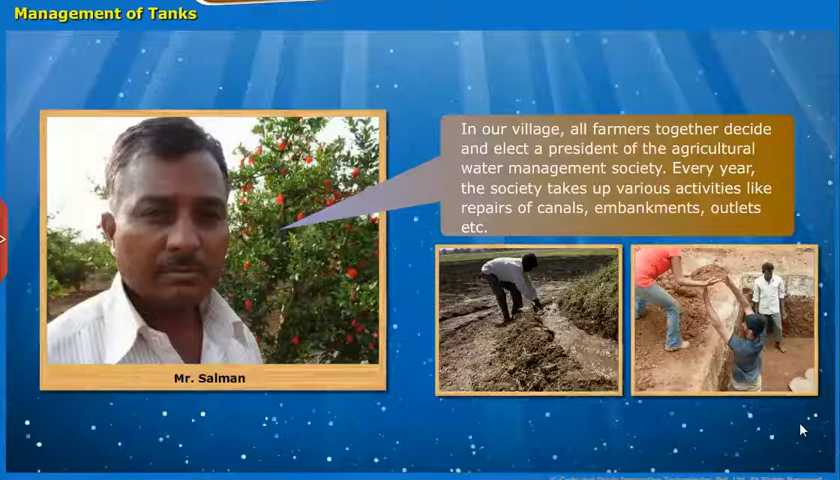 Management of Tanks
In our village, all farmers together decide
and elect a president of the agricultural
water management society. Every year,
the society takes up various activities like
repairs of canals, embankments, outlets
etc.
Mr. Salman